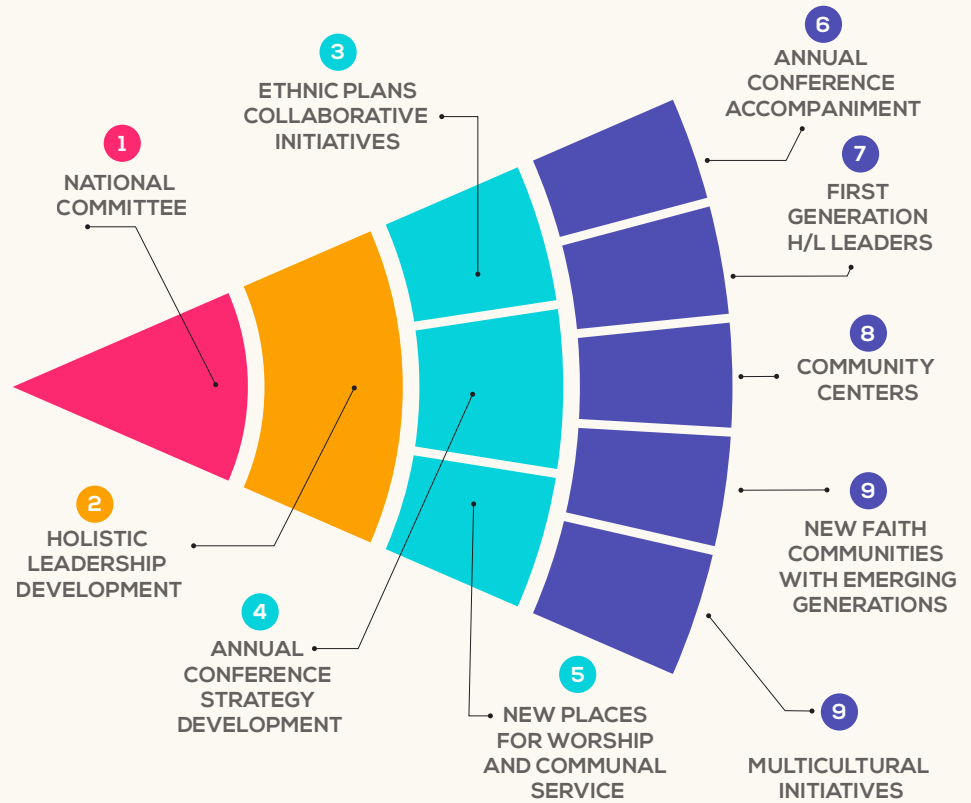 1
NATIONAL
COMMITTEE
2
HOLISTIC
LEADERSHIP
DEVELOPMENT
3
ETHNIC PLANS
COLLABORATIVE
INITIATIVES
4
ANNUAL
CONFERENCE
STRATEGY
DEVELOPMENT
5
NEW PLACES
FOR WORSHIP
AND COMMUNAL
SERVICE
6
ANNUAL
CONFERENCE
ACCOMPANIMENT
7
FIRST
GENERATION
H/L LEADERS
8
COMMUNITY
CENTERS
9
NEW FAITH
COMMUNITIES
WITH EMERGING
GENERATIONS
9
MULTICULTURAL
INITIATIVES